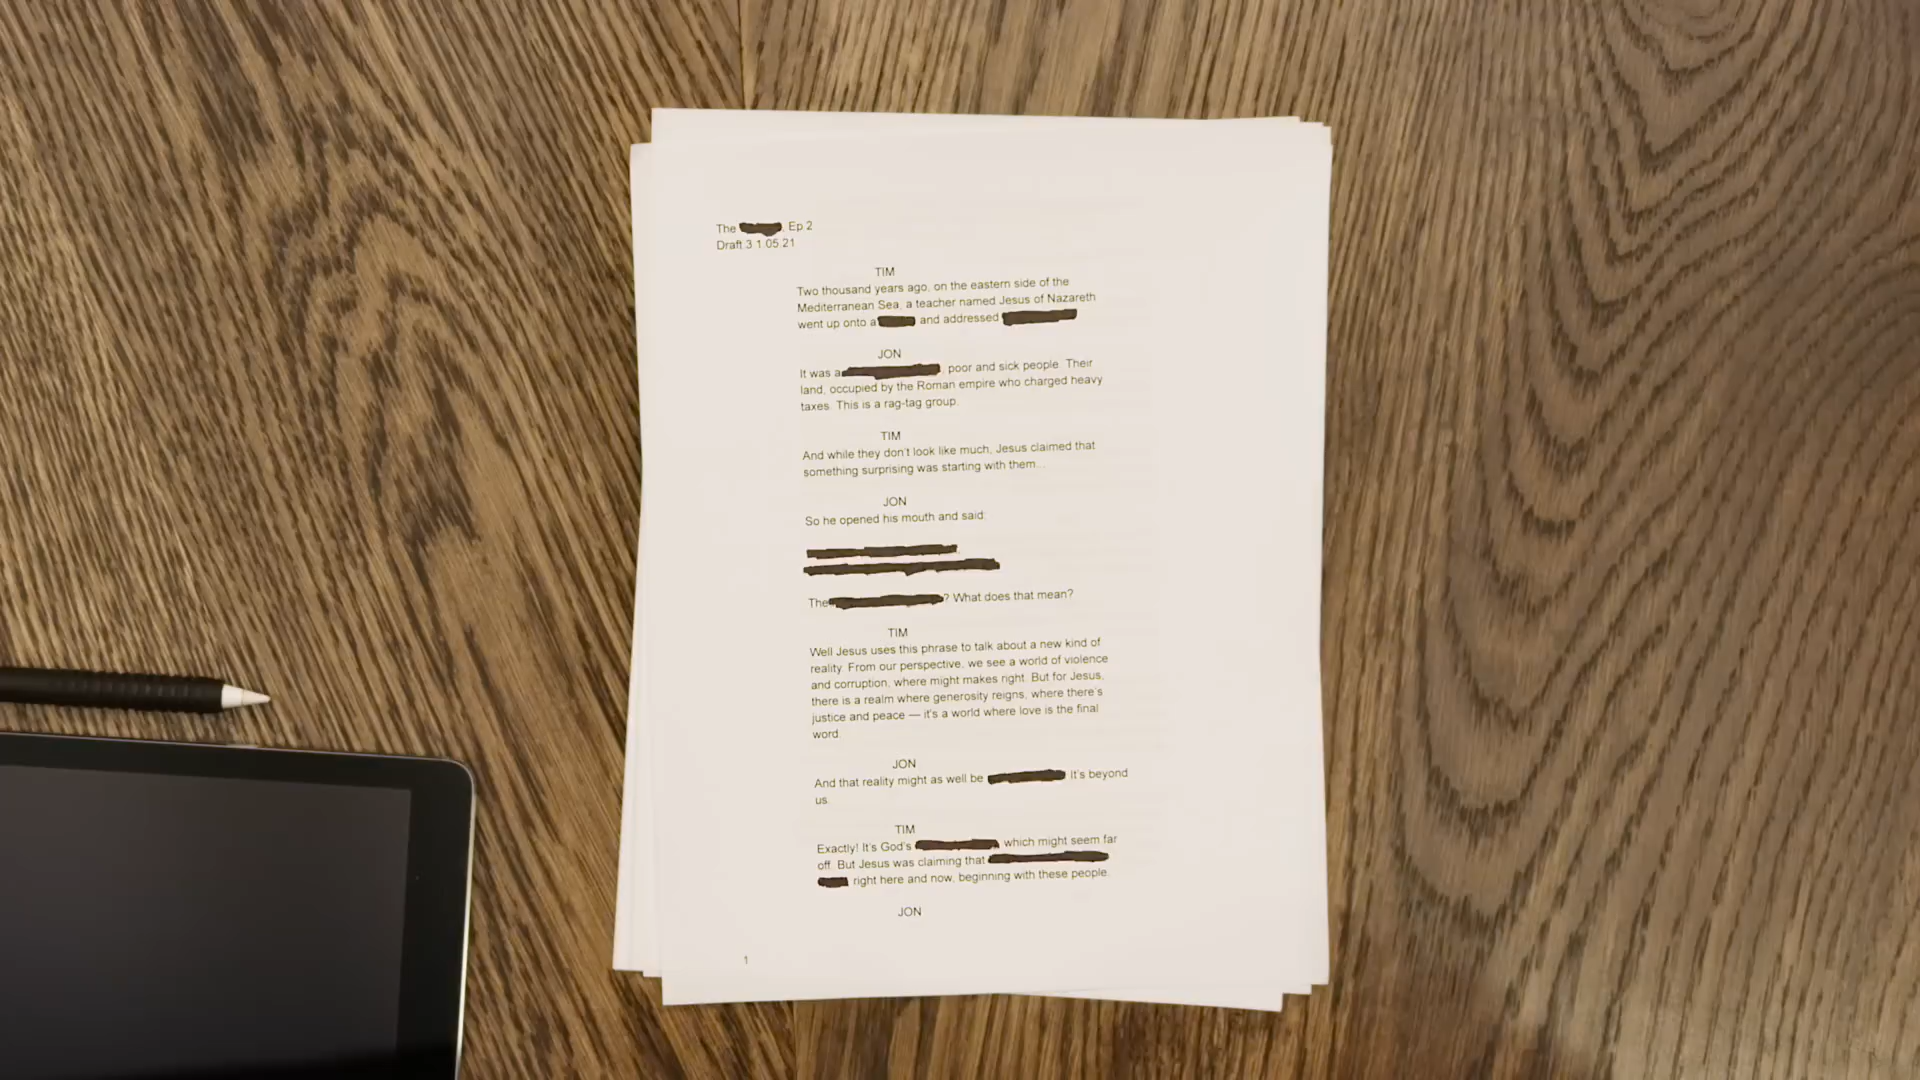 The , Ep 2
Draft 3 1.05.21
TIM
Two thousand years ago, on the eastern side of the
Mediterranean Sea, a teacher named Jesus of Nazareth
went up onto a and addressed
JON
It was a , poor and sick people. Their
land, occupied by the Roman empire who charged heavy
taxes. This is a rag-tag group.
TIM
And while they don't look like much, Jesus claimed that
something surprising was starting with them...
JON
So he opened his mouth and said:
The ? What does that mean?
TIM
Well Jesus uses this phrase to talk about a new kind of
reality. From our perspective, we see a world of violence
and corruption, where might makes right. But for Jesus,
there is a realm where generosity reigns, where there's
justice and peace — it's a world where love is the final
word.
JON
And that reality might as well be It's beyond
us.
TIM
Exactly! It's God's , which might seem far
off. But Jesus was claiming that
right here and now, beginning with these people.
JON
1